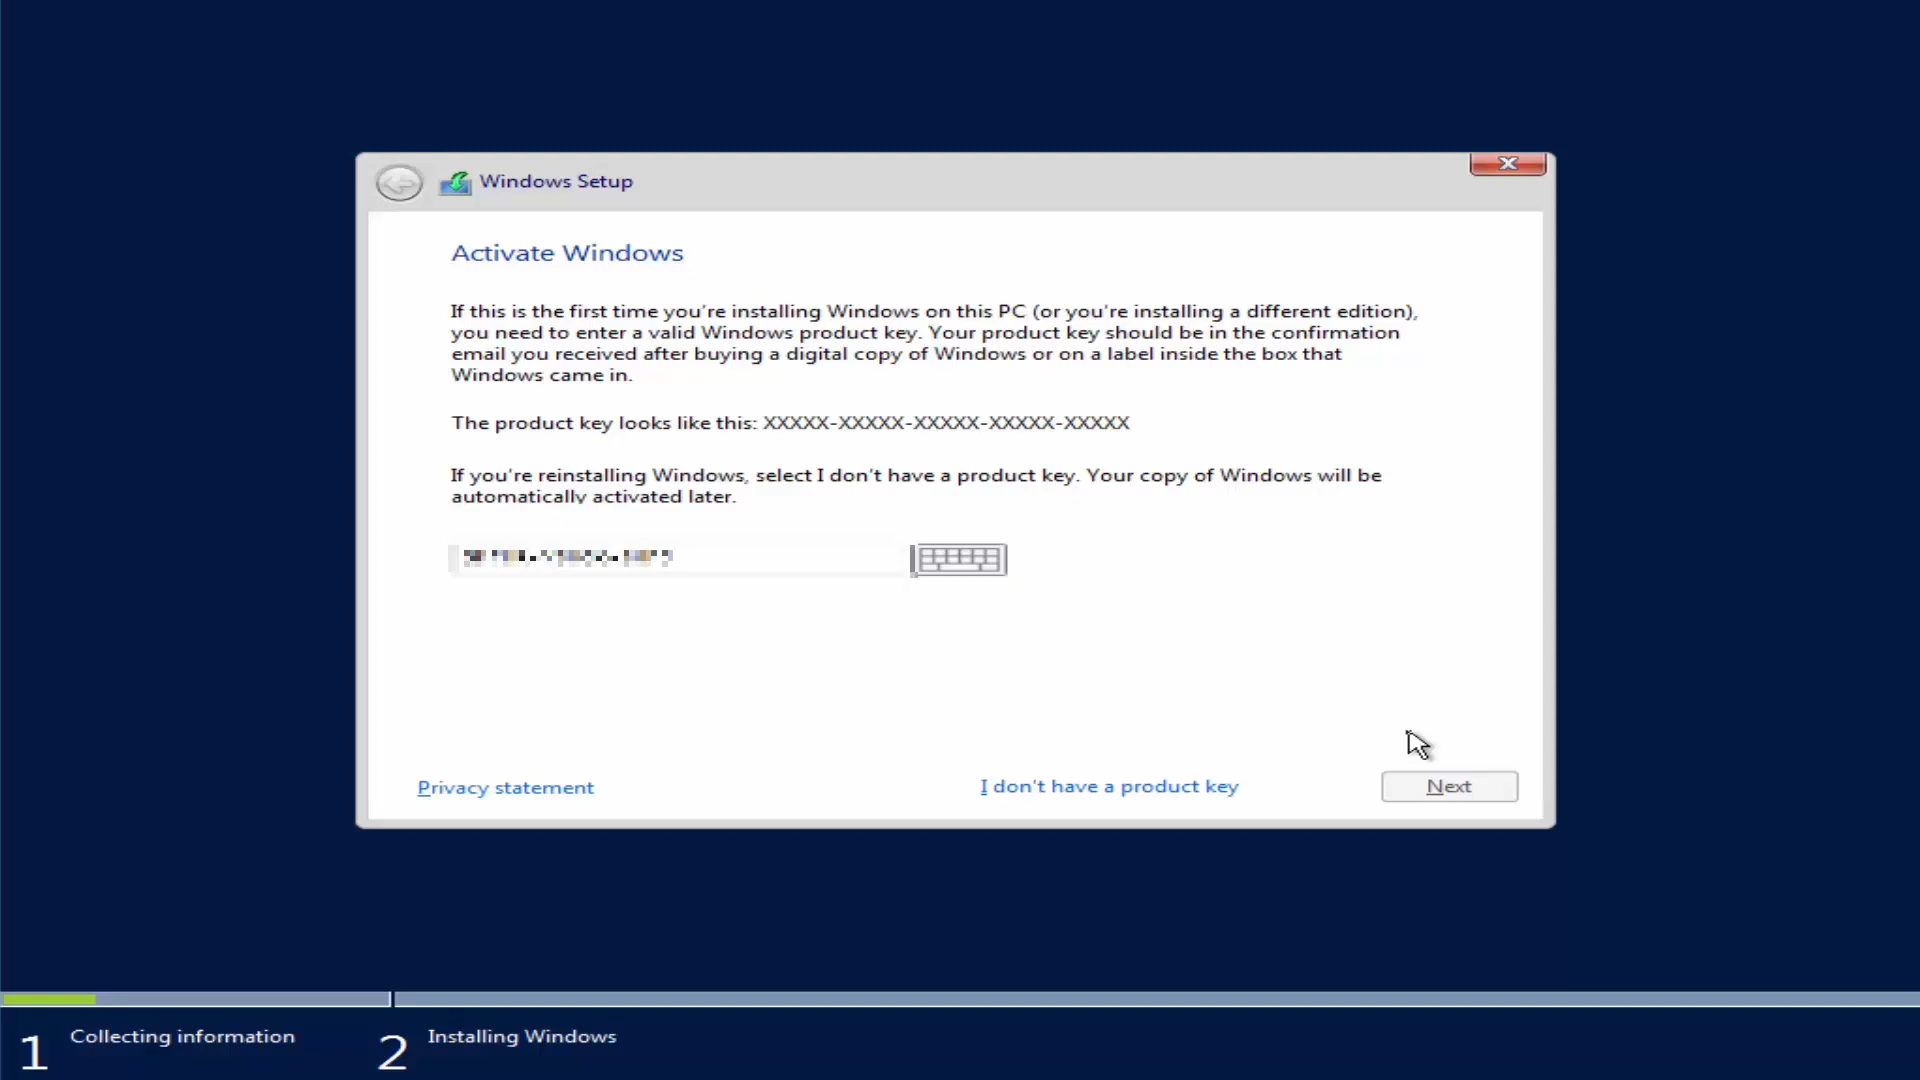 Windows Setup
Activate Windows
If this is the first time you're installing Windows on this PC (or you're installing a different edition),
you need to enter a valid Windows product key. Your product key should be in the confirmation
email you received after buying a digital copy of Windows or on a label inside the box that
Windows came in.
The product key looks like this: XXXXX-XXXXX-XXXXX-XXXXX-XXXXX
If you're reinstalling Windows, select I don't have a product key. Your copy of Windows will be
automatically activated later.
Privacy statement
I don't have a product key
Next
1 Collecting information
2 Installing Windows